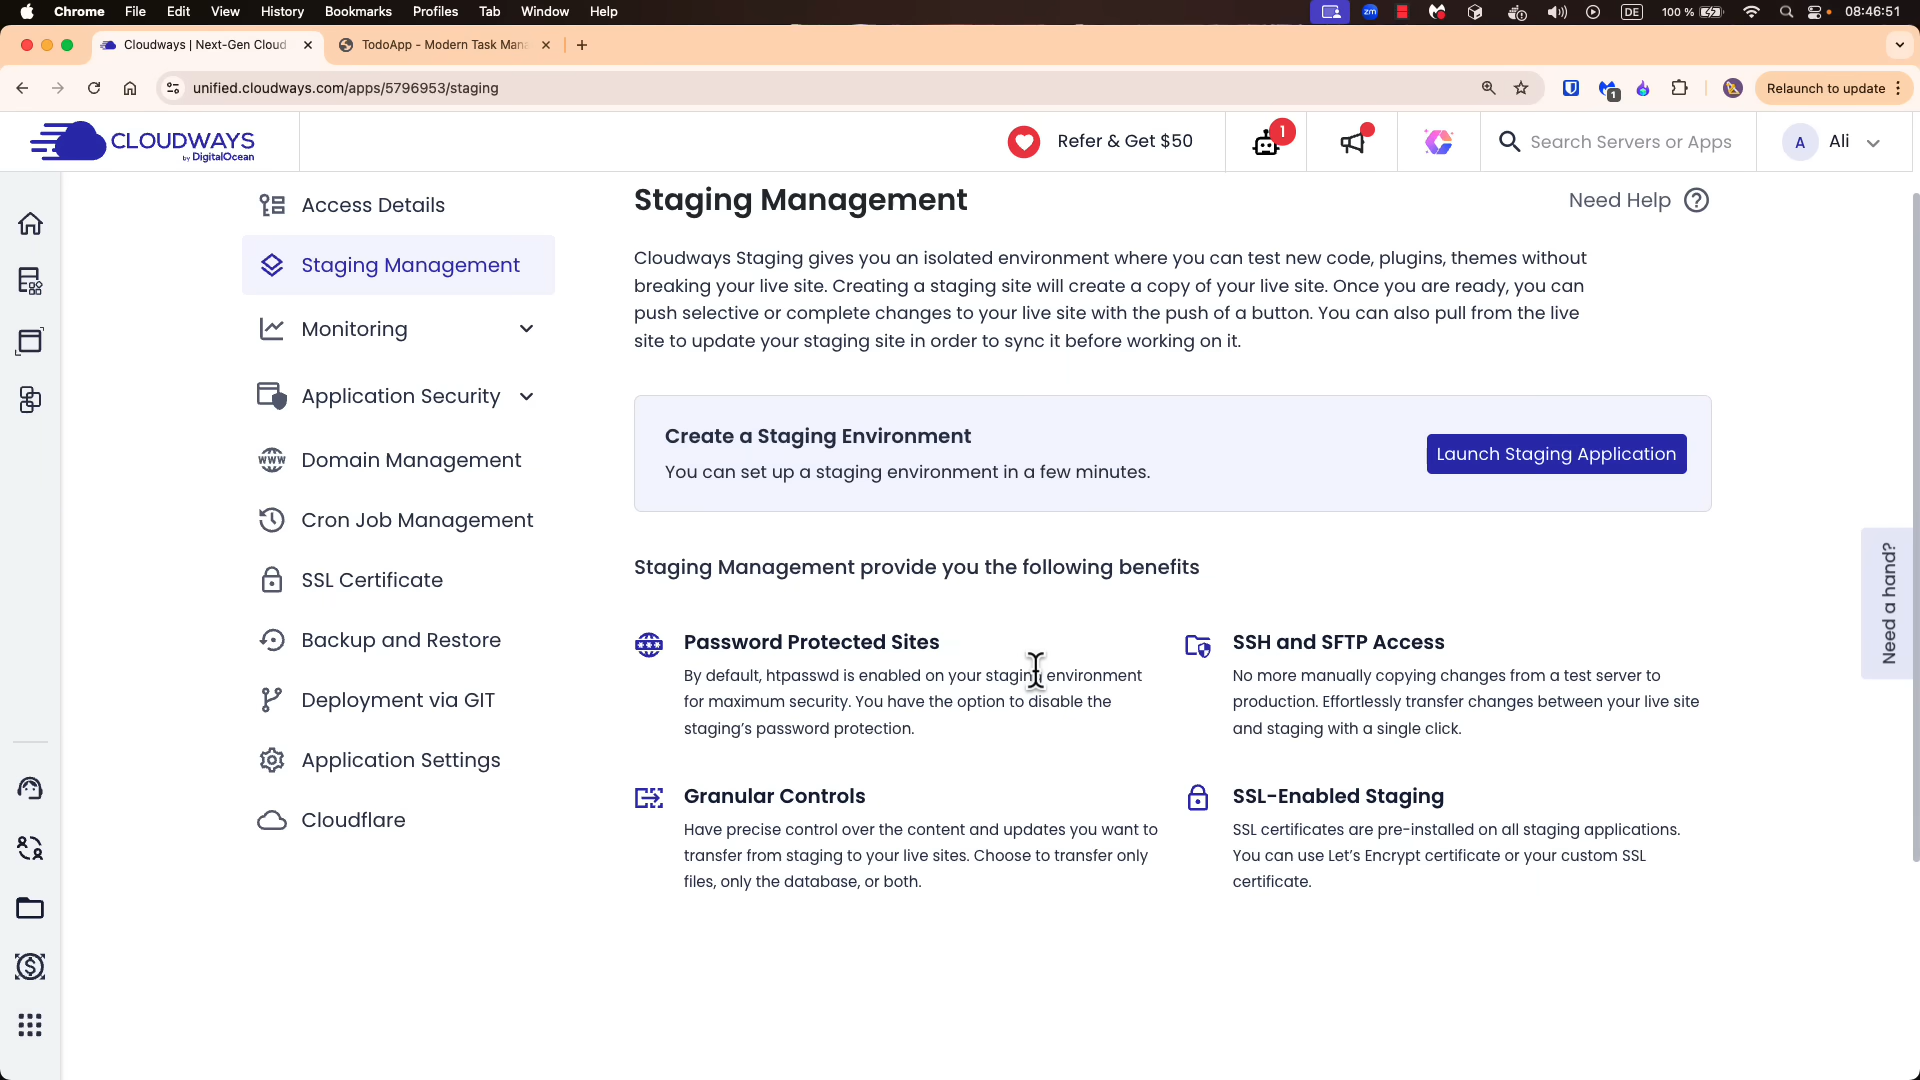 Chrome File Edit View History Bookmarks Profiles Tab Window Help zm DE 100 % 08:46:51
Cloudways | Next-Gen Cloud
TodoApp - Modern Task Mana
unified.cloudways.com/apps/5796953/staging
1
Relaunch to update
CLOUDWAYS
by DigitalOcean
Refer & Get $50
1
Search Servers or Apps
A
Ali
Access Details
Staging Management
Monitoring
Application Security
Domain Management
Cron Job Management
SSL Certificate
Backup and Restore
Deployment via GIT
Application Settings
Cloudflare
Staging Management
Need Help
Cloudways Staging gives you an isolated environment where you can test new code, plugins, themes without
breaking your live site. Creating a staging site will create a copy of your live site. Once you are ready, you can
push selective or complete changes to your live site with the push of a button. You can also pull from the live
site to update your staging site in order to sync it before working on it.
Create a Staging Environment
You can set up a staging environment in a few minutes.
Launch Staging Application
Staging Management provide you the following benefits
Password Protected Sites
By default, htpasswd is enabled on your staging environment
for maximum security. You have the option to disable the
staging’s password protection.
SSH and SFTP Access
No more manually copying changes from a test server to
production. Effortlessly transfer changes between your live site
and staging with a single click.
Granular Controls
Have precise control over the content and updates you want to
transfer from staging to your live sites. Choose to transfer only
files, only the database, or both.
SSL-Enabled Staging
SSL certificates are pre-installed on all staging applications.
You can use Let’s Encrypt certificate or your custom SSL
certificate.
Need a hand?